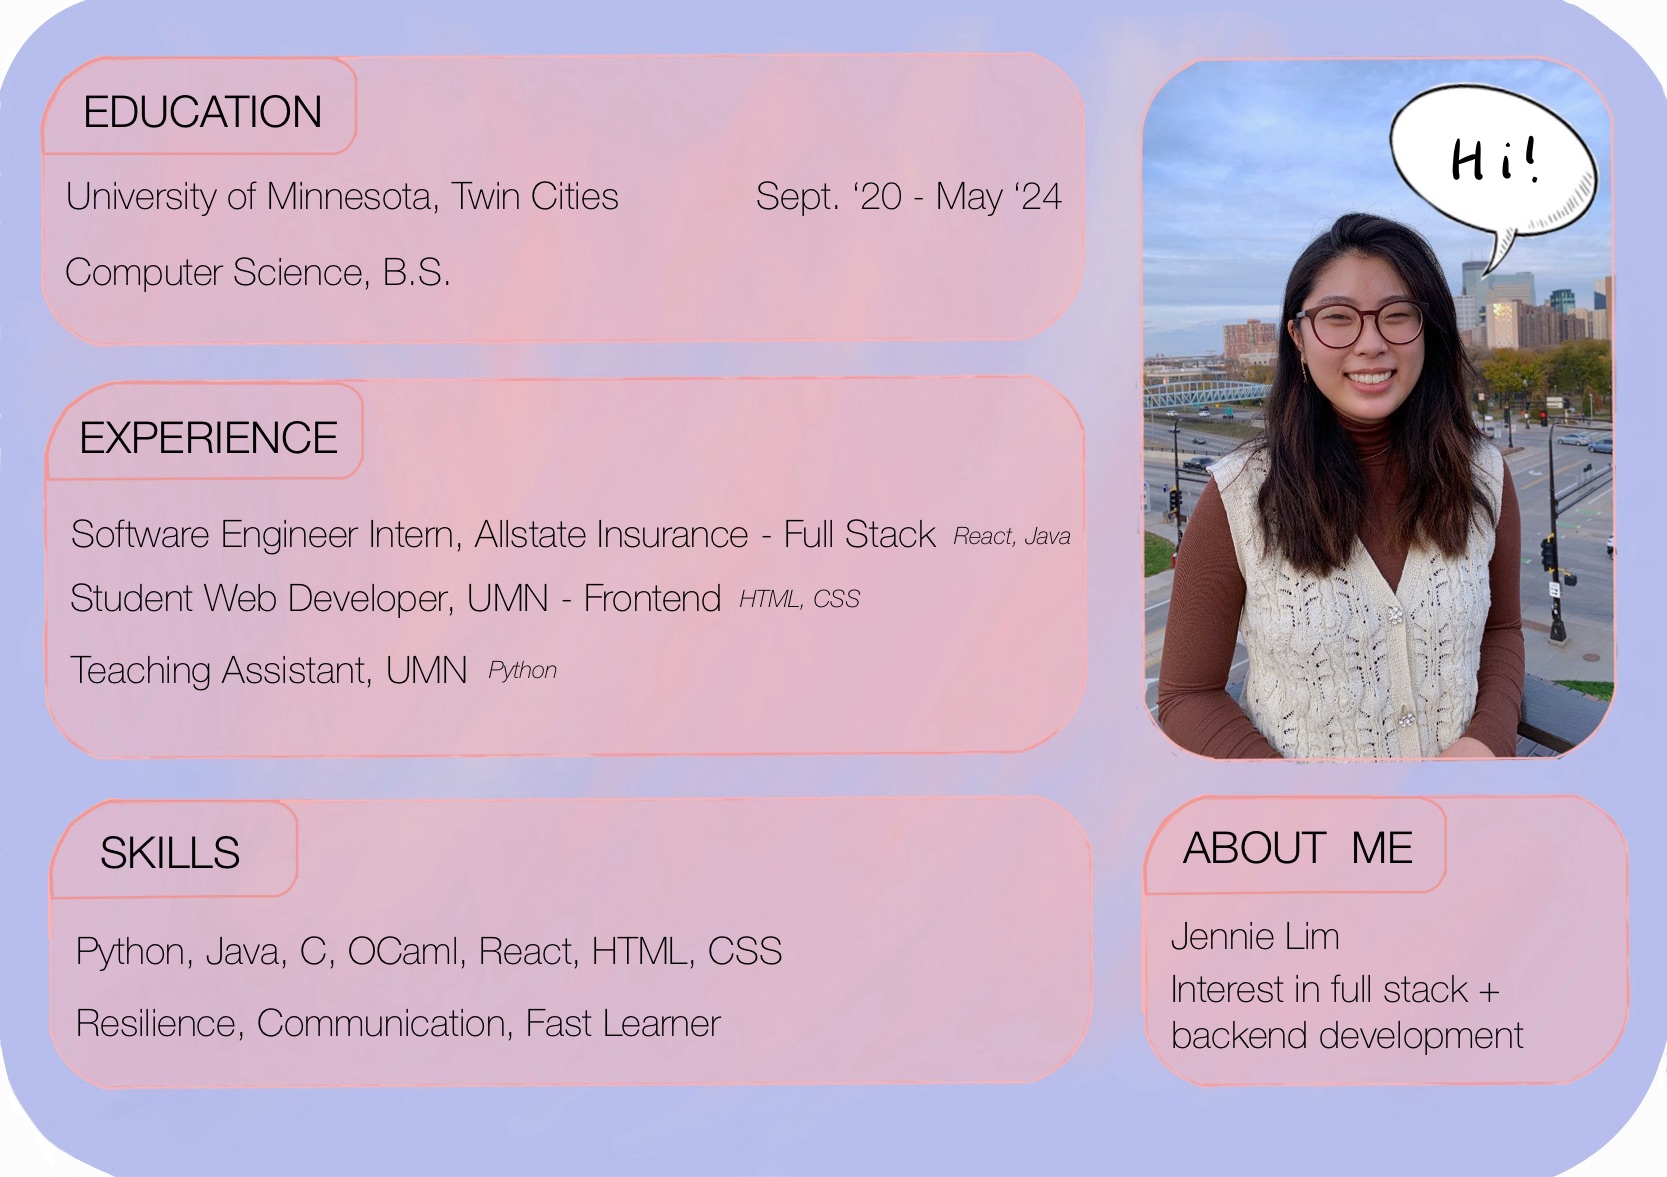 EDUCATION
University of Minnesota, Twin Cities Sept. ‘20 - May ‘24
Computer Science, B.S.
EXPERIENCE
Software Engineer Intern, Allstate Insurance - Full Stack React, Java
Student Web Developer, UMN - Frontend HTML, CSS
Teaching Assistant, UMN Python
SKILLS
Python, Java, C, OCaml, React, HTML, CSS
Resilience, Communication, Fast Learner
Hi!
ABOUT ME
Jennie Lim
Interest in full stack +
backend development